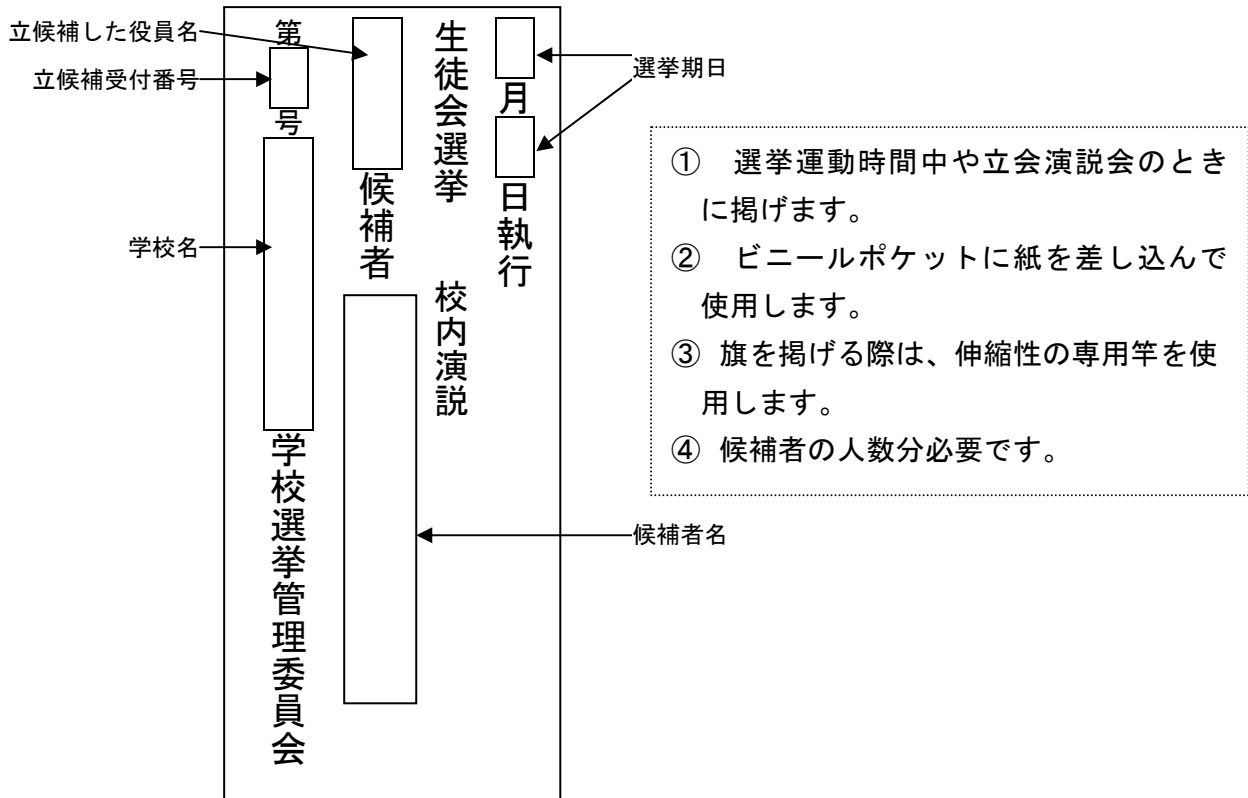 月
日執行
生徒会選挙
校内演説
候補者
第
号
学校選挙管理委員会
立候補した役員名
立候補受付番号
学校名
選挙期日
候補者名
① 選挙運動時間中や立会演説会のとき
に掲げます。
② ビニールポケットに紙を差し込んで
使用します。
③ 旗を掲げる際は、伸縮性の専用竿を使
用します。
④ 候補者の人数分必要です。